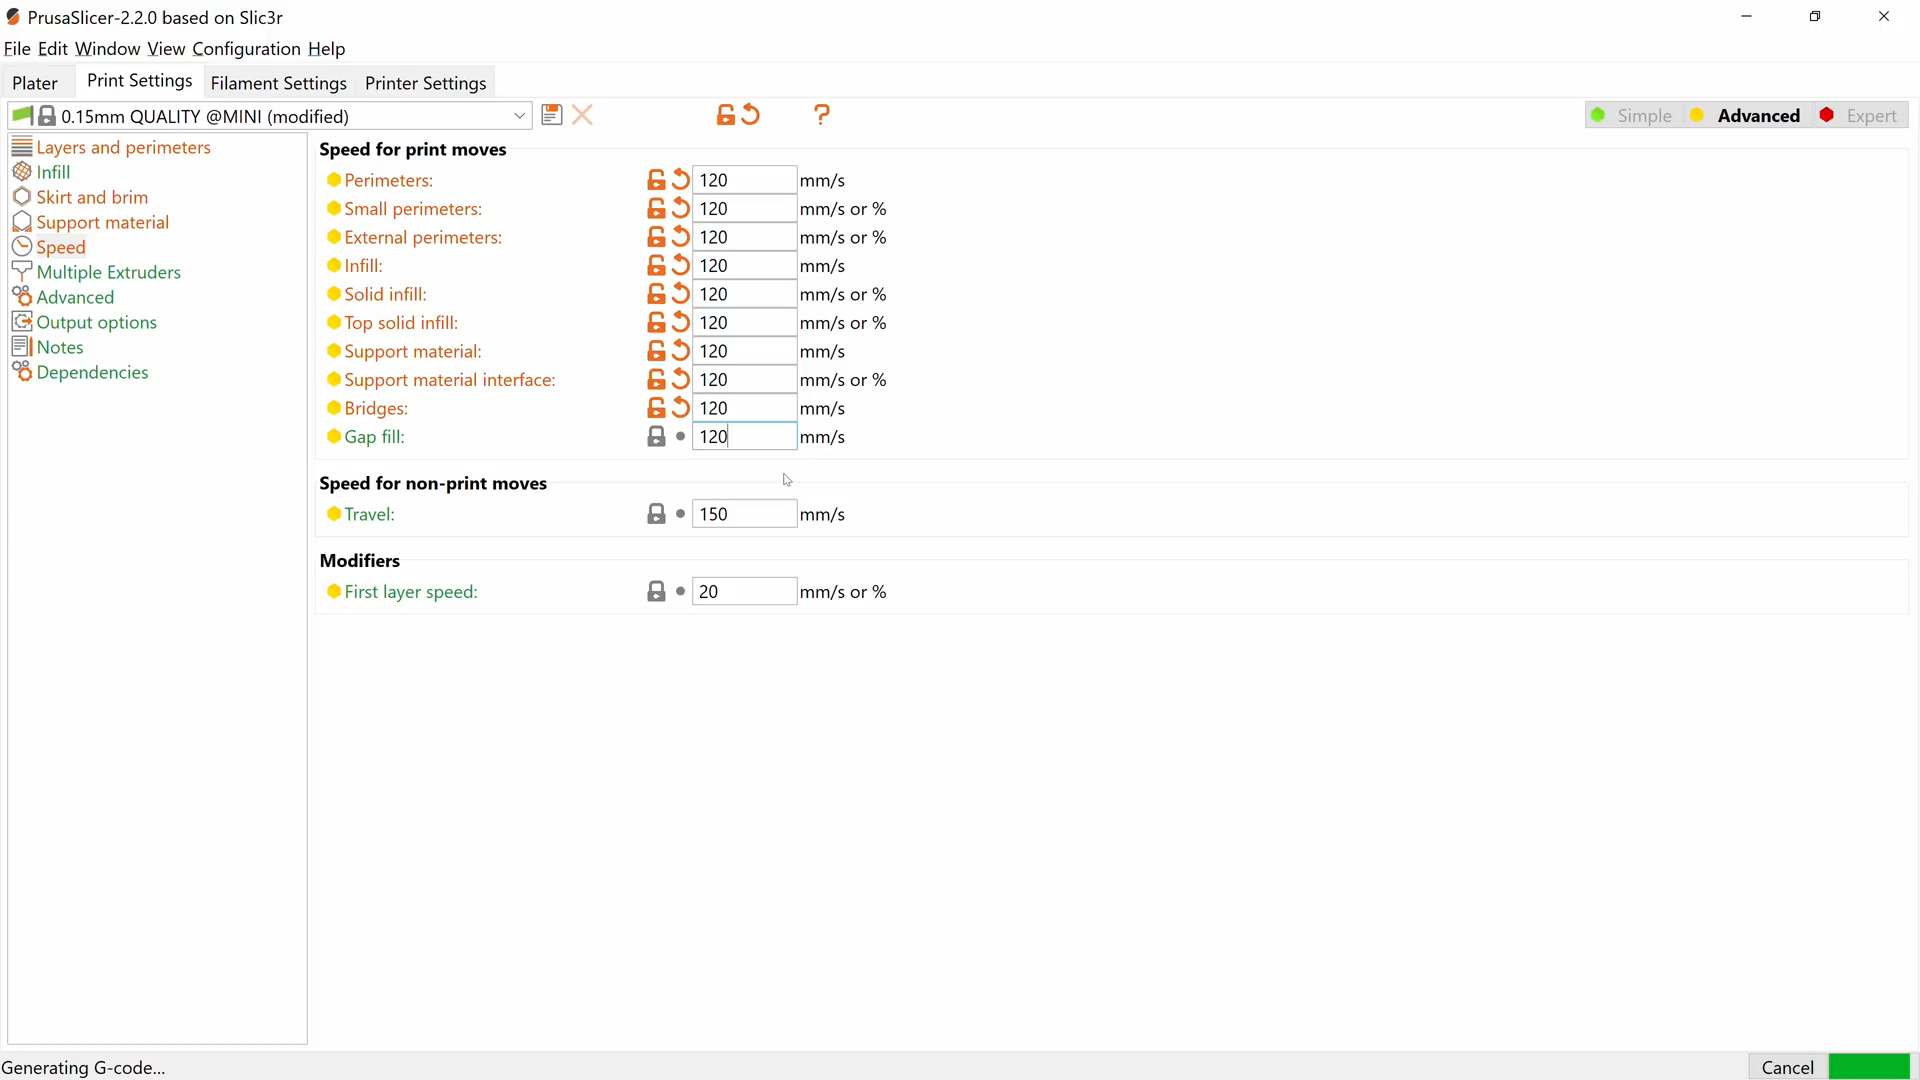 PrusaSlicer-2.2.0 based on Slic3r
File Edit Window View Configuration Help
Plater Print Settings Filament Settings Printer Settings
0.15mm QUALITY @MINI (modified) ? Simple Advanced Expert
Layers and perimeters
Infill
Skirt and brim
Support material
Speed
Multiple Extruders
Advanced
Output options
Notes
Dependencies
Speed for print moves
Perimeters: 120 mm/s
Small perimeters: 120 mm/s or %
External perimeters: 120 mm/s or %
Infill: 120 mm/s
Solid infill: 120 mm/s or %
Top solid infill: 120 mm/s or %
Support material: 120 mm/s
Support material interface: 120 mm/s or %
Bridges: 120 mm/s
Gap fill: 120 mm/s
Speed for non-print moves
Travel: 150 mm/s
Modifiers
First layer speed: 20 mm/s or %
Generating G-code... Cancel